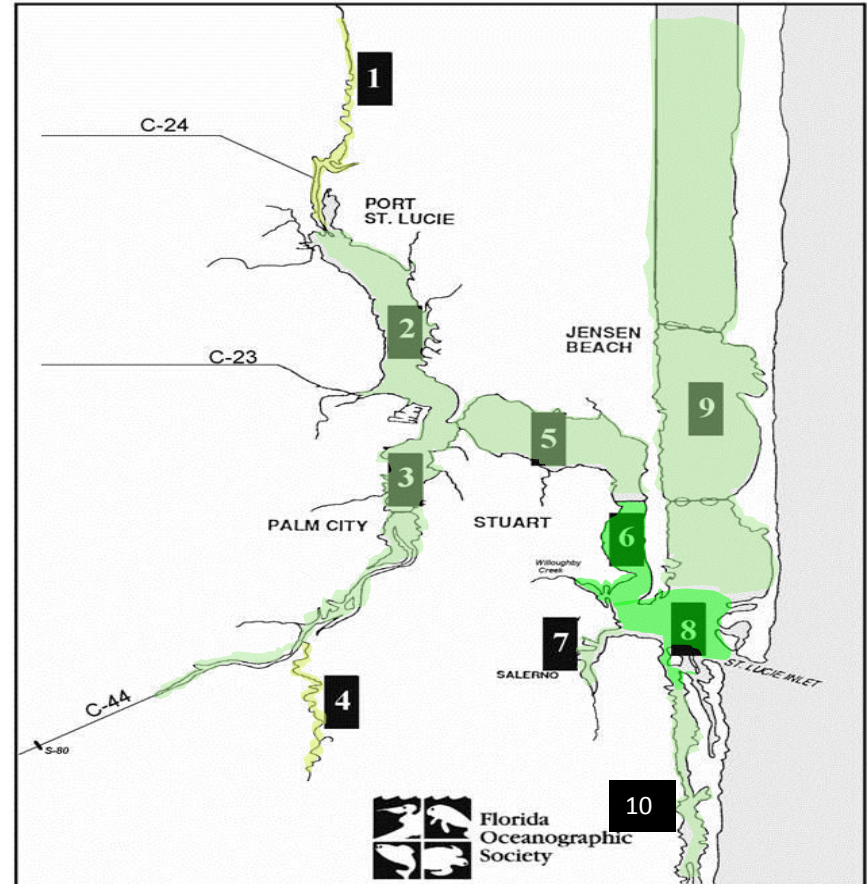 1
C-24
PORT
ST. LUCIE
2
JENSEN
BEACH
C-23
9
5
3
PALM CITY
STUART
6
Willoughby
Creek
7
8
SALERNO
ST. LUCIE INLET
4
C-44
S-80
10
Florida
Oceanographic
Society